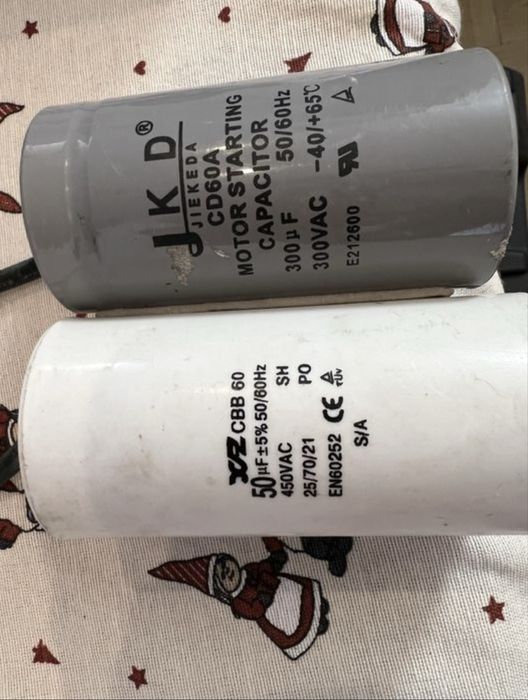 JKD®
JIEKEDA
CD60A
MOTOR STARTING
CAPACITOR
300µF 50/60Hz
300VAC -40/+65℃
E212600
CBB 60
50µF±5% 50/60Hz
450VAC SH
25/70/21 PO
EN60252 CE
S/A